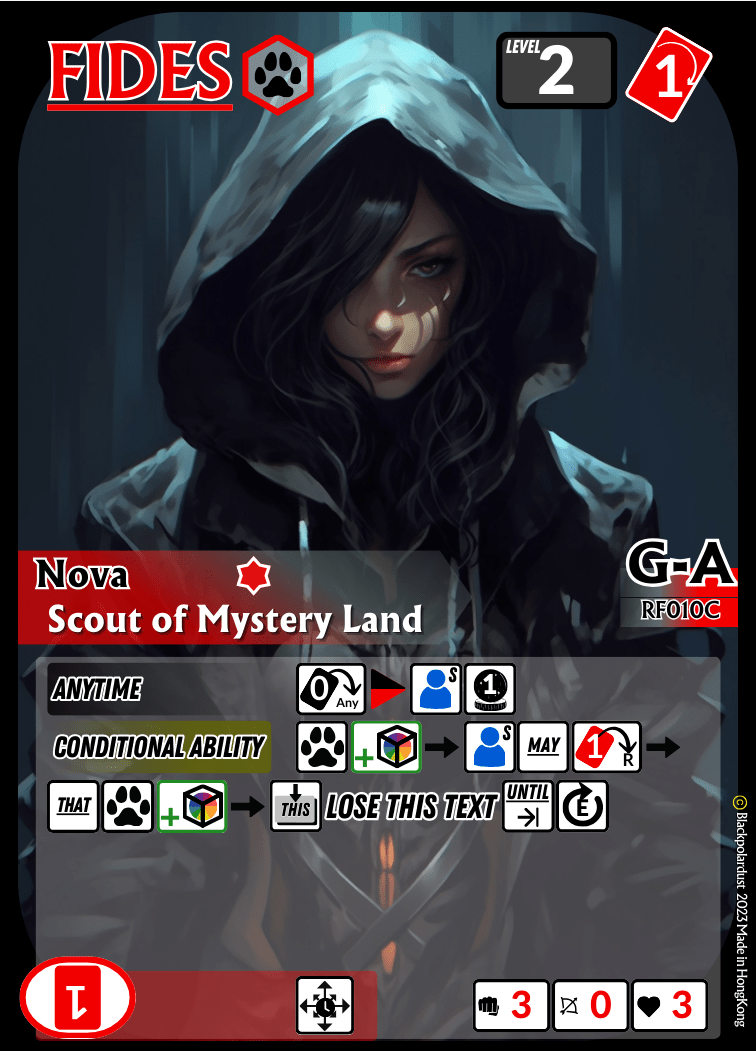 FIDES
LEVEL 2
1
Nova
G-A
Scout of Mystery Land
RF010C
ANYTIME 0 Any S 1
CONDITIONAL ABILITY + S MAY 1 R
THAT + THIS LOSE THIS TEXT UNTIL E
1
3 0 3
© Blackpolardust 2023 Made in HongKong